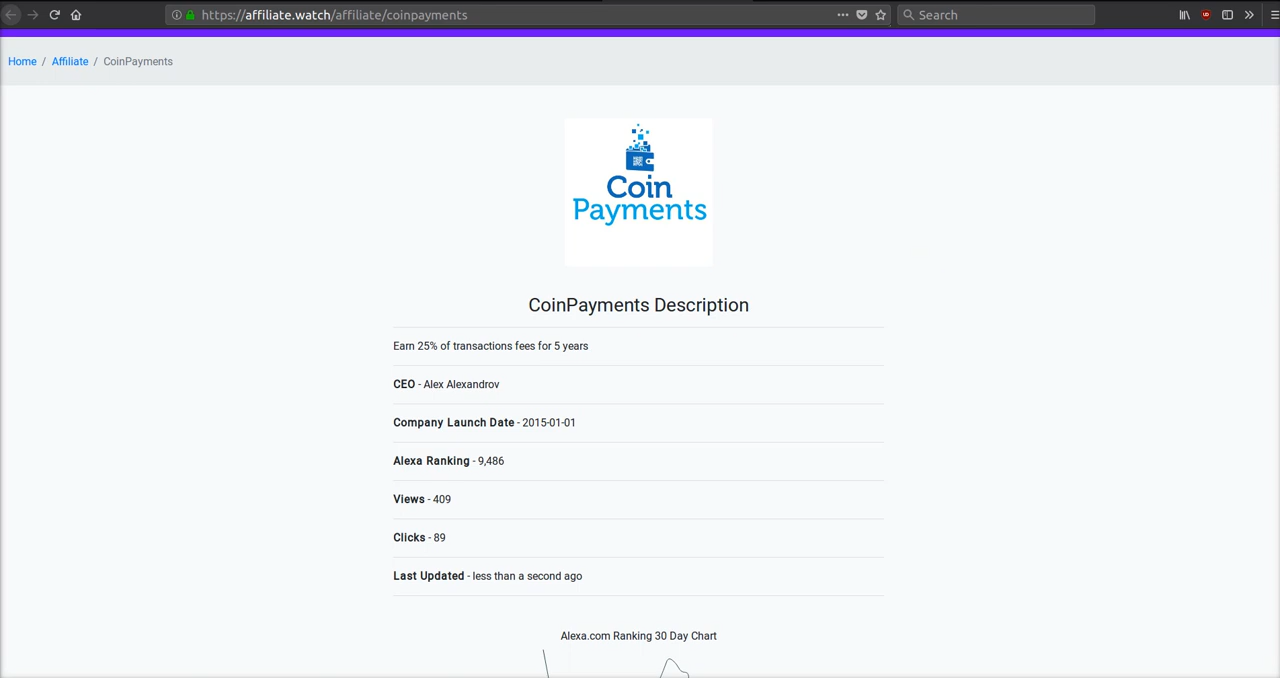 https://affiliate.watch/affiliate/coinpayments
Search
Home / Affiliate / CoinPayments
Coin
Payments
CoinPayments Description
Earn 25% of transactions fees for 5 years
CEO - Alex Alexandrov
Company Launch Date - 2015-01-01
Alexa Ranking - 9,486
Views - 409
Clicks - 89
Last Updated - less than a second ago
Alexa.com Ranking 30 Day Chart